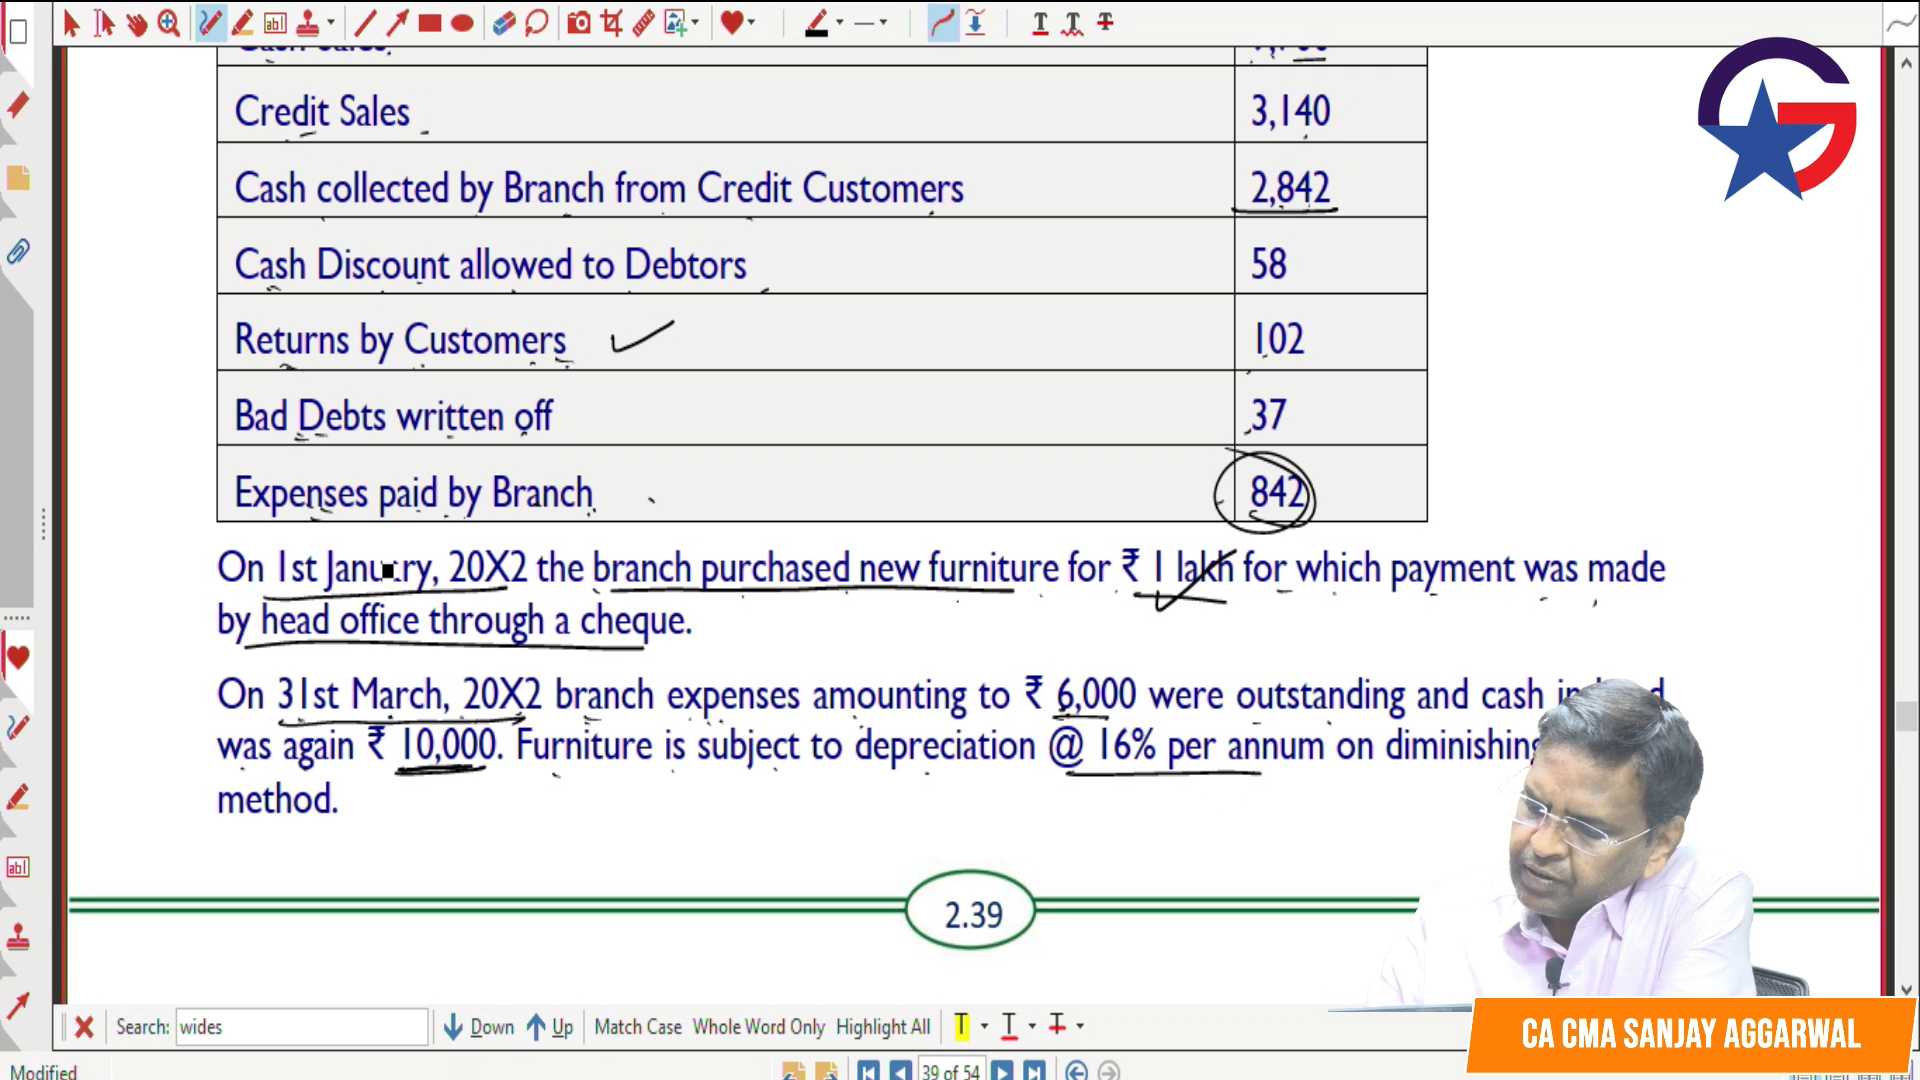 Credit Sales 3,140
Cash collected by Branch from Credit Customers 2,842
Cash Discount allowed to Debtors 58
Returns by Customers 102
Bad Debts written off 37
Expenses paid by Branch 842
On 1st January, 20X2 the branch purchased new furniture for ₹ 1 lakh for which payment was made
by head office through a cheque.
On 31st March, 20X2 branch expenses amounting to ₹ 6,000 were outstanding and cash in
was again ₹ 10,000. Furniture is subject to depreciation @ 16% per annum on diminishing
method.
2.39
Search: wides Down Up Match Case Whole Word Only Highlight All T T T
CA CMA SANJAY AGGARWAL
Modified 39 of 54